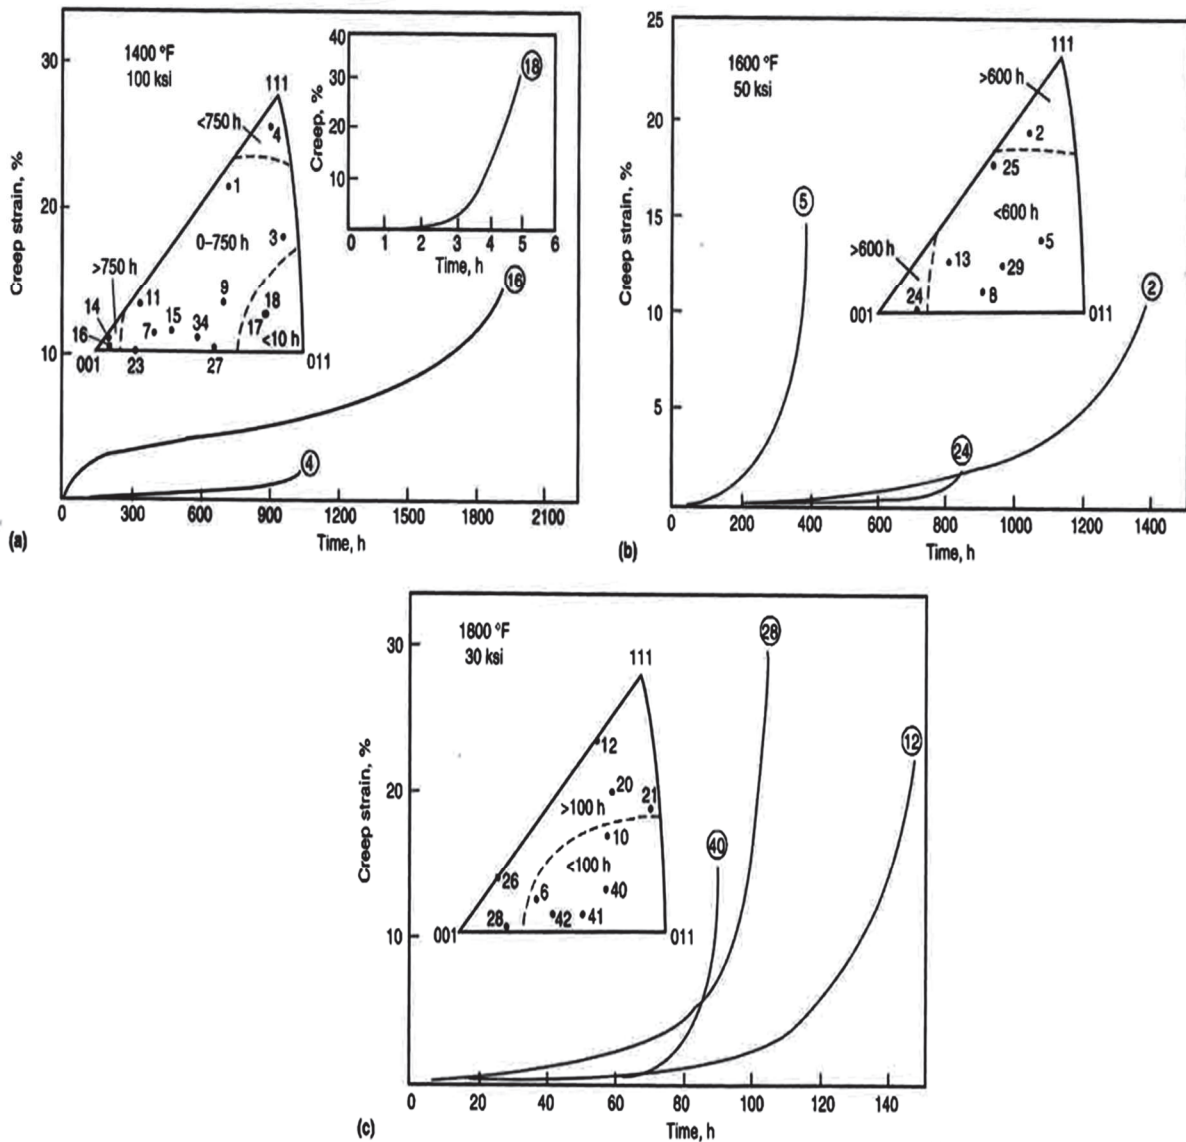 1400 °F
100 ksi
Creep strain, %
30
20
10
0
0 300 600 900 1200 1500 1800 2100
Time, h
(a)
111
<750 h
4
1
0–750 h
3
>750 h
14
11
9
18
15
34
7
17
<10 h
16
001
23
27
011
40
30
20
10
Creep, %
0 1 2 3 4 5 6
Time, h
18
16
4
1600 °F
50 ksi
Creep strain, %
25
20
15
10
5
0 200 400 600 800 1000 1200 1400
Time, h
(b)
111
>600 h
2
25
<600 h
5
>600 h
13
29
24
8
001
011
5
24
2
1800 °F
30 ksi
Creep strain, %
30
20
10
0 20 40 60 80 100 120 140
Time, h
(c)
111
12
20
21
>100 h
10
<100 h
26
6
40
28
42
41
001
011
40
28
12